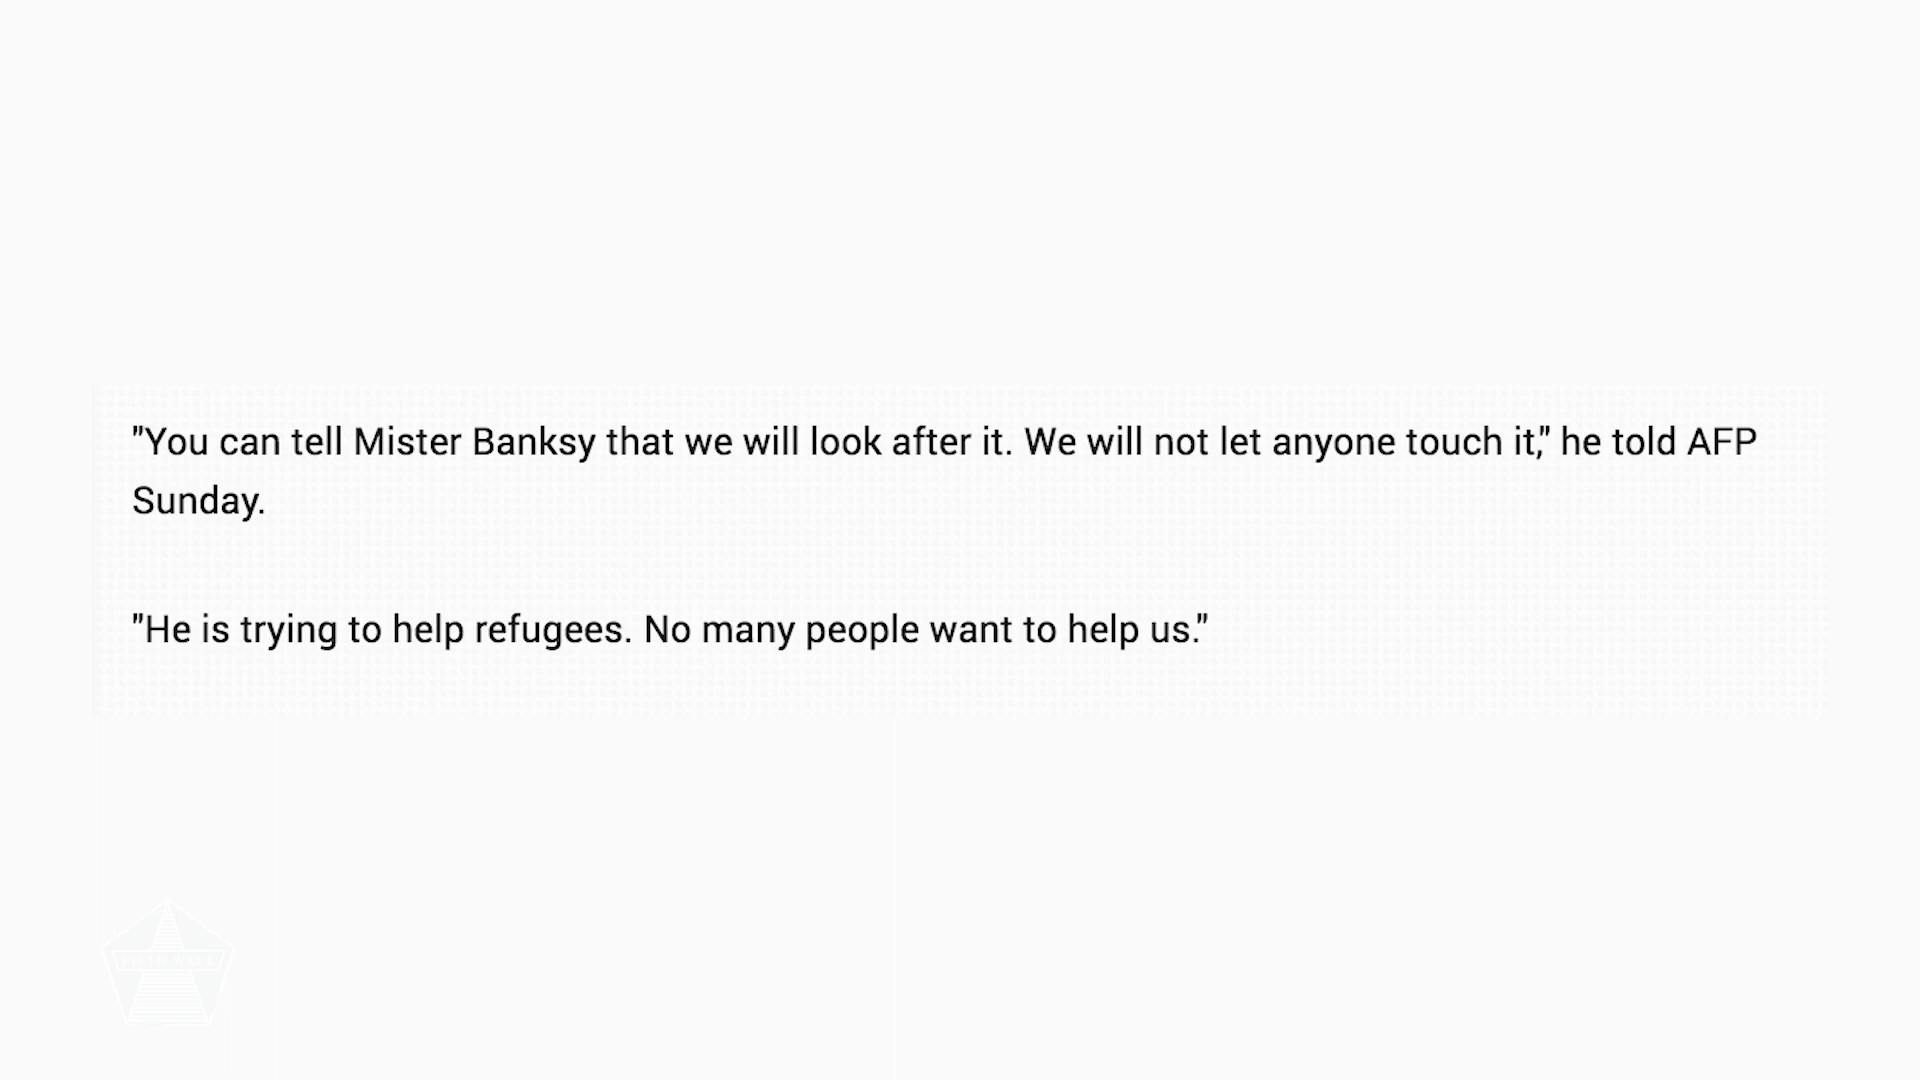 "You can tell Mister Banksy that we will look after it. We will not let anyone touch it," he told AFP
Sunday.
"He is trying to help refugees. No many people want to help us."